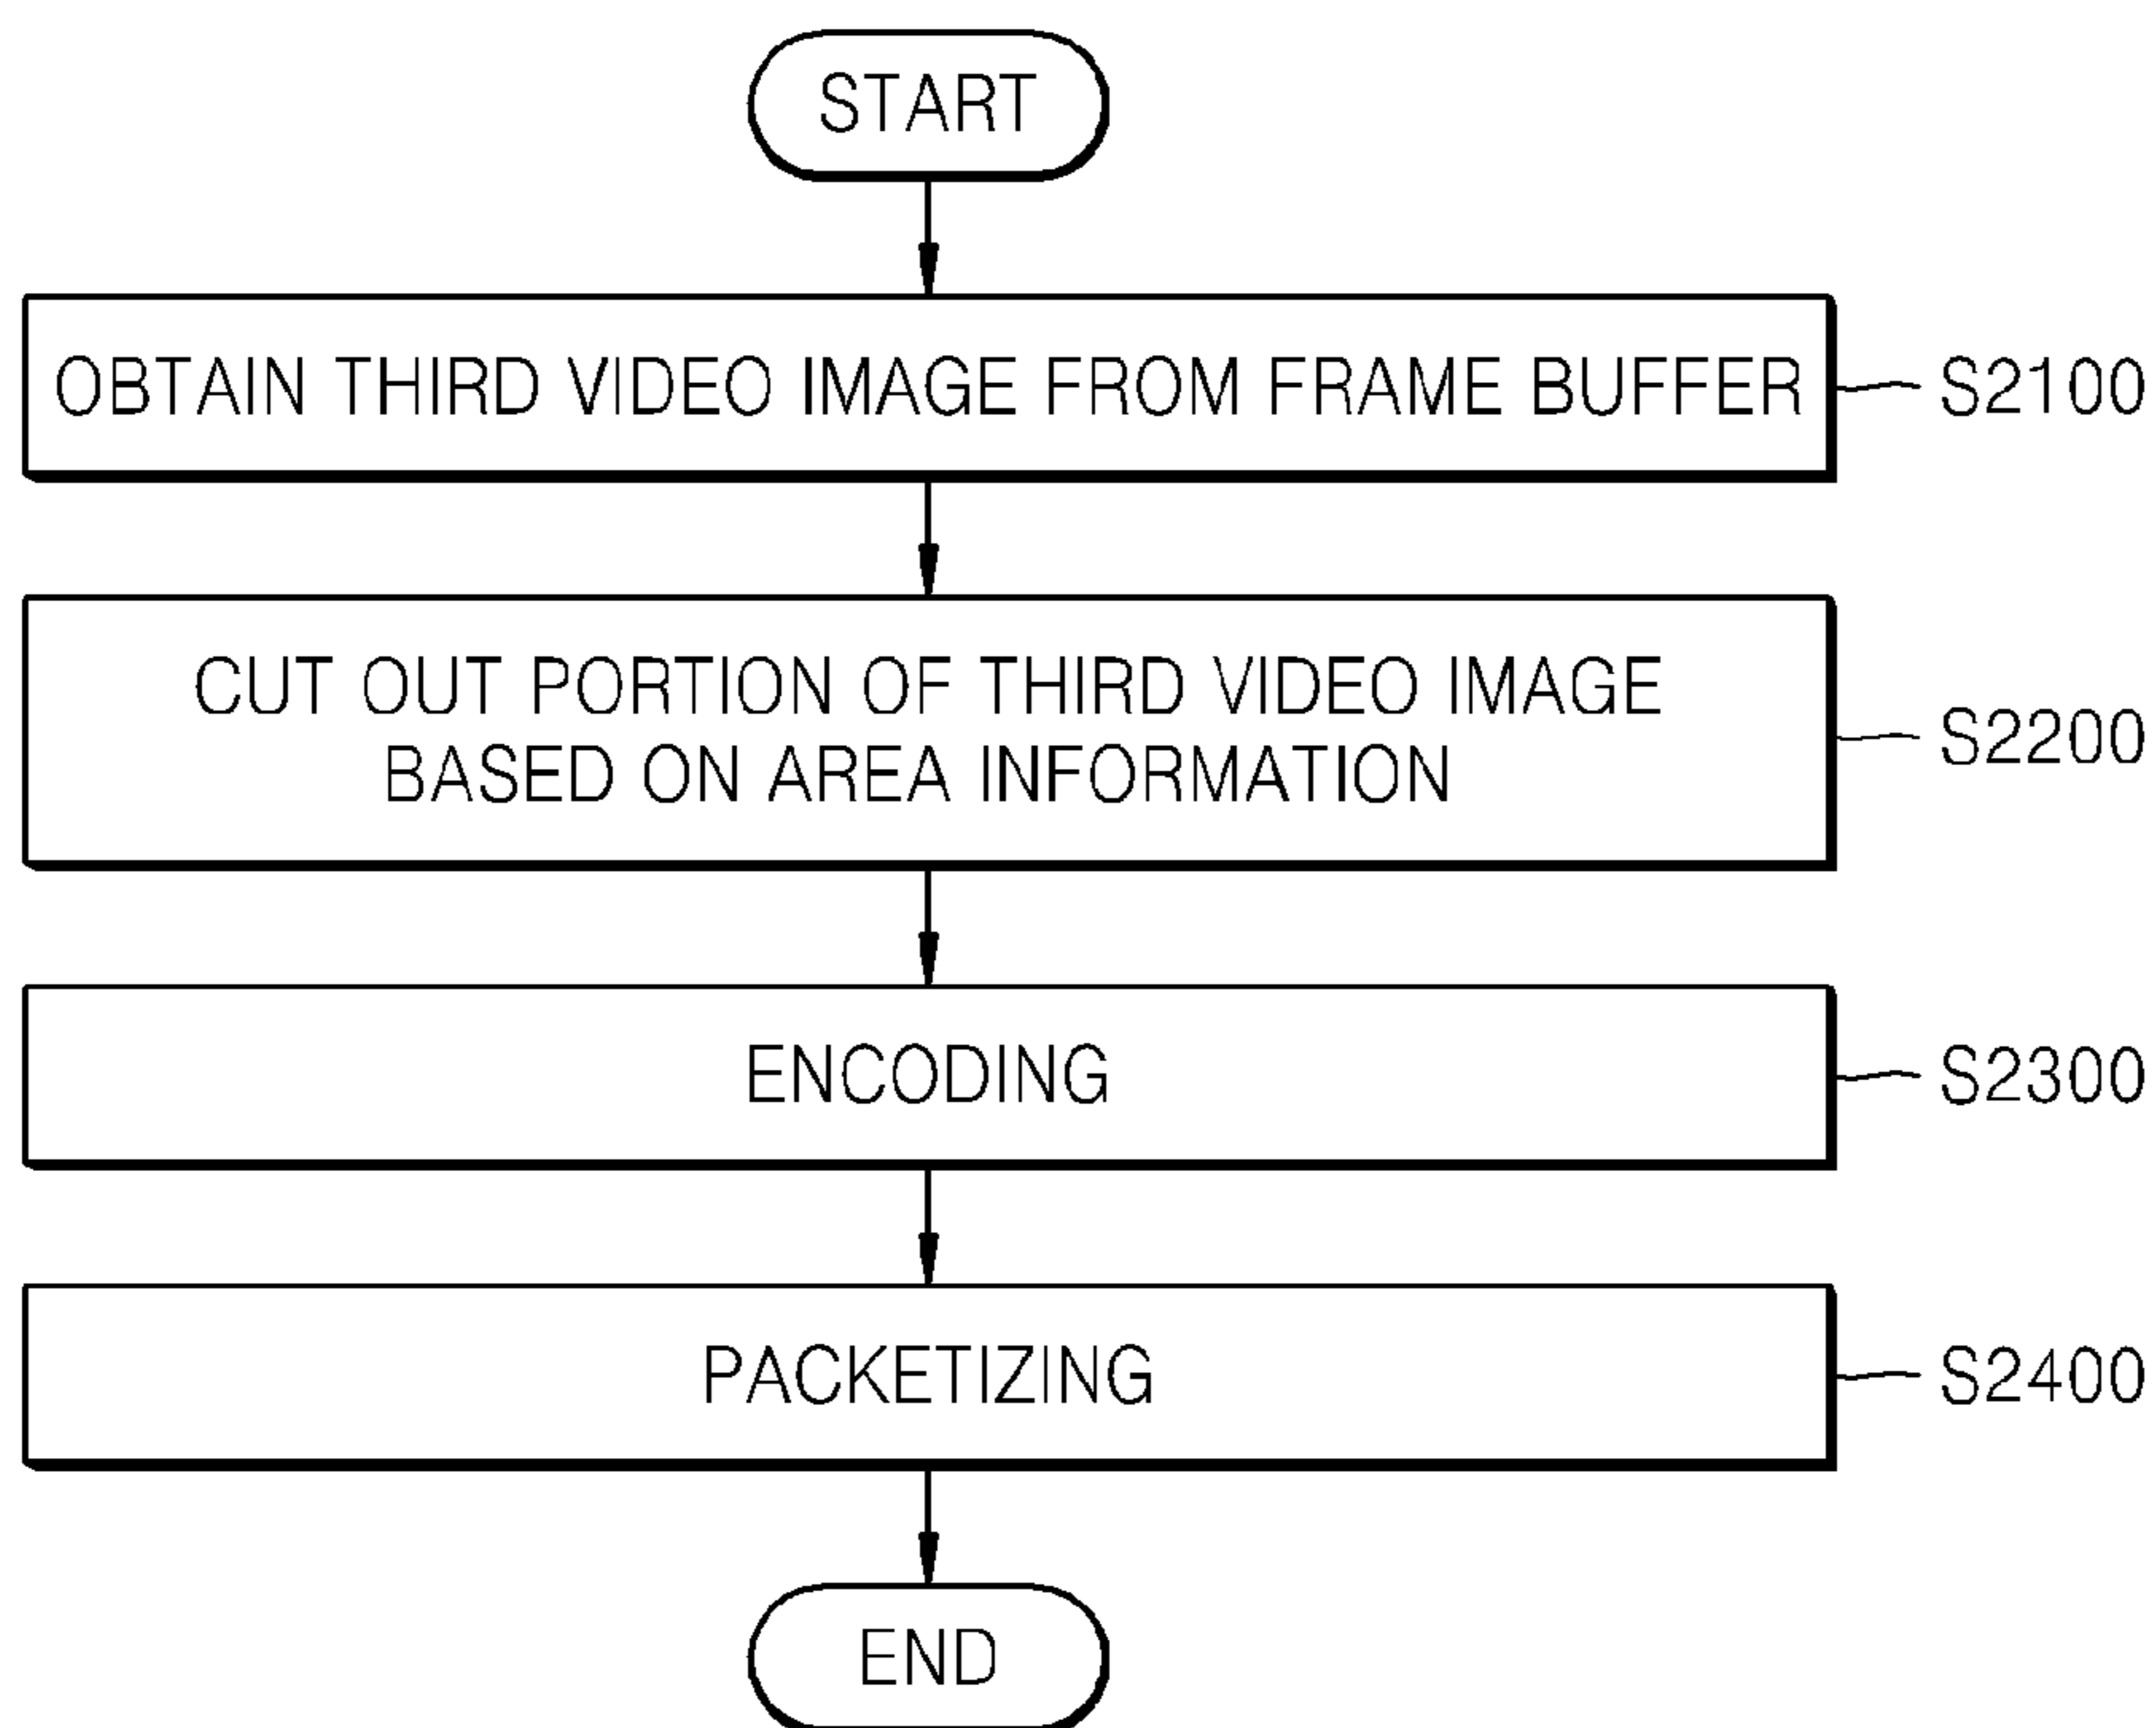 START
OBTAIN THIRD VIDEO IMAGE FROM FRAME BUFFER
S2100
CUT OUT PORTION OF THIRD VIDEO IMAGE
BASED ON AREA INFORMATION
S2200
ENCODING
S2300
PACKETIZING
S2400
END